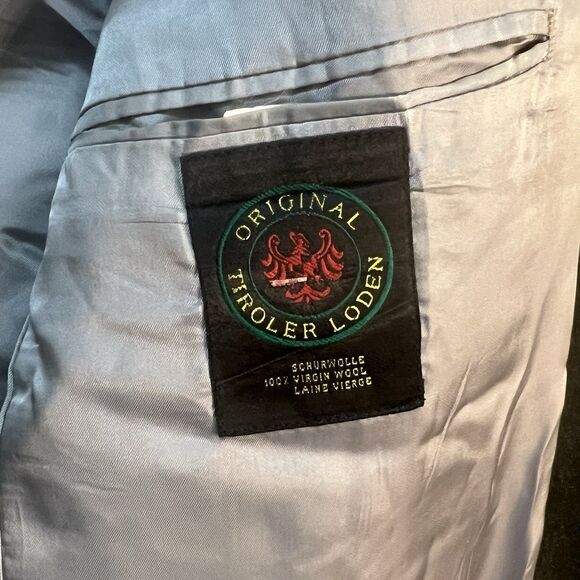 ORIGINAL
TIROLER LODEN
SCHURWOLLE
100% VIRGIN WOOL
LAINE VIERGE